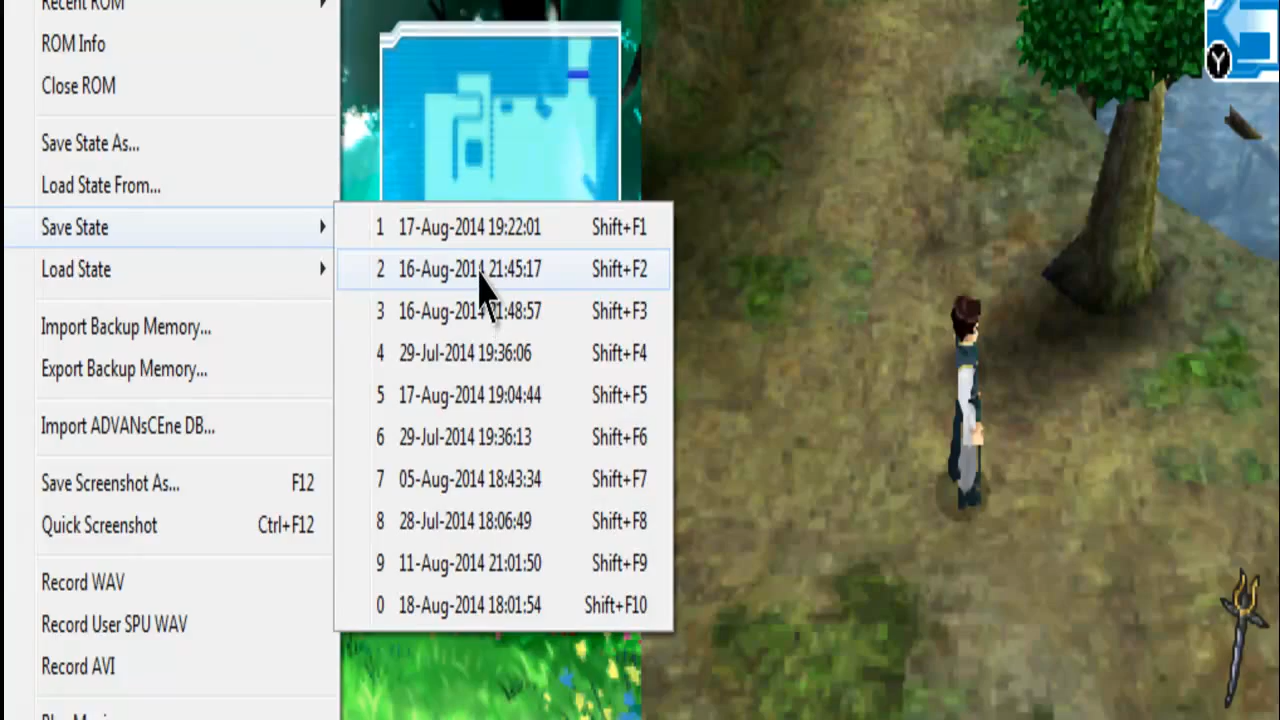 Recent ROM
ROM Info
Close ROM
Save State As...
Load State From...
Save State
Load State
Import Backup Memory...
Export Backup Memory...
Import ADVANsCEne DB...
Save Screenshot As... F12
Quick Screenshot Ctrl+F12
Record WAV
Record User SPU WAV
Record AVI
1 17-Aug-2014 19:22:01 Shift+F1
2 16-Aug-2014 21:45:17 Shift+F2
3 16-Aug-2014 21:48:57 Shift+F3
4 29-Jul-2014 19:36:06 Shift+F4
5 17-Aug-2014 19:04:44 Shift+F5
6 29-Jul-2014 19:36:13 Shift+F6
7 05-Aug-2014 18:43:34 Shift+F7
8 28-Jul-2014 18:06:49 Shift+F8
9 11-Aug-2014 21:01:50 Shift+F9
0 18-Aug-2014 18:01:54 Shift+F10
Y